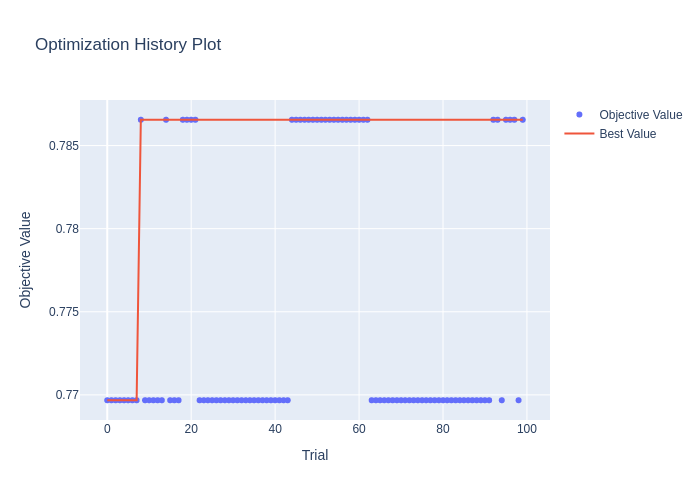 Optimization History Plot
Objective Value
Best Value
0.785
0.78
0.775
0.77
Objective Value
0
20
40
60
80
100
Trial